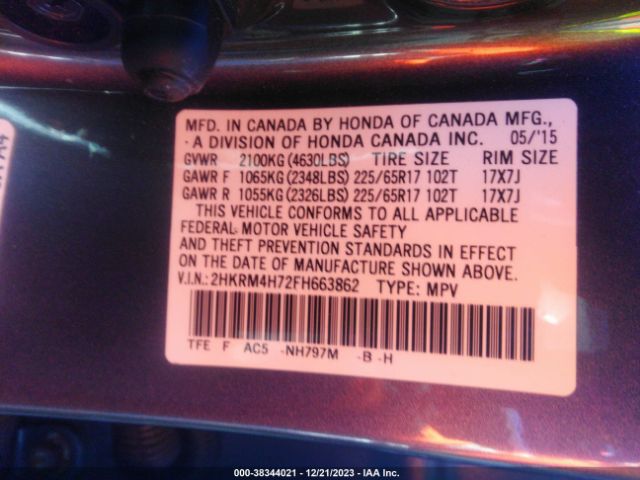 MFD. IN CANADA BY HONDA OF CANADA MFG.,
A DIVISION OF HONDA CANADA INC. 05/'15
GVWR 2100KG (4630LBS) TIRE SIZE RIM SIZE
GAWR F 1065KG (2348LBS) 225/65R17 102T 17X7J
GAWR R 1055KG (2326LBS) 225/65R17 102T 17X7J
THIS VEHICLE CONFORMS TO ALL APPLICABLE
FEDERAL MOTOR VEHICLE SAFETY
AND THEFT PREVENTION STANDARDS IN EFFECT
ON THE DATE OF MANUFACTURE SHOWN ABOVE.
V.I.N.: 2HKRM4H72FH663862 TYPE: MPV
TFE F AC5 -NH797M -B -H
000-38344021 - 12/21/2023 - IAA Inc.